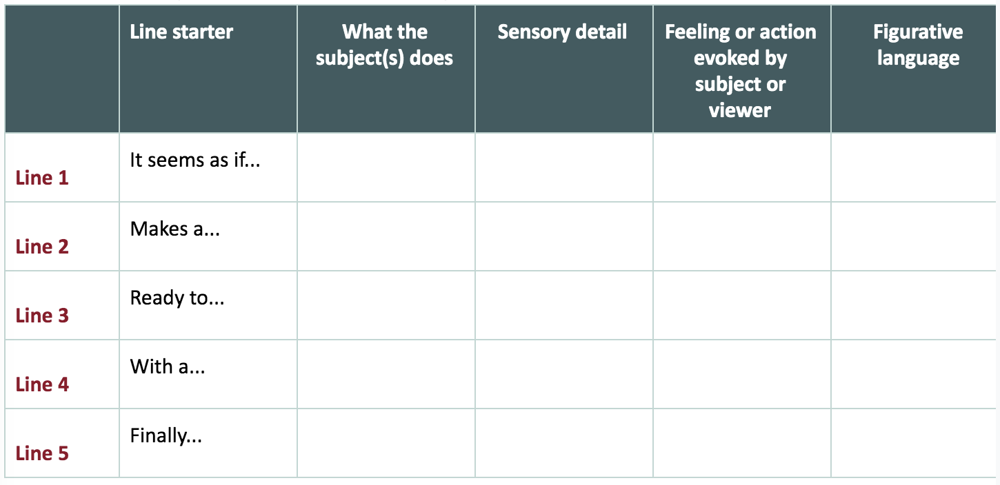 Line starter
What the subject(s) does
Sensory detail
Feeling or action evoked by subject or viewer
Figurative language
Line 1
It seems as if...
Line 2
Makes a...
Line 3
Ready to...
Line 4
With a...
Line 5
Finally...